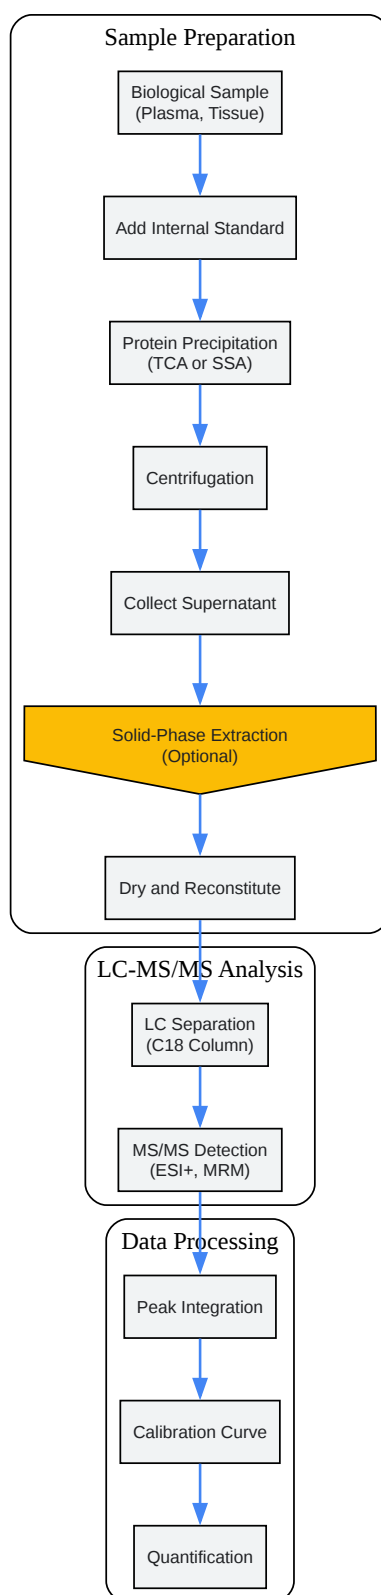 Sample Preparation
Biological Sample
(Plasma, Tissue)
Add Internal Standard
Protein Precipitation
(TCA or SSA)
Centrifugation
Collect Supernatant
Solid-Phase Extraction
(Optional)
Dry and Reconstitute
LC-MS/MS Analysis
LC Separation
(C18 Column)
MS/MS Detection
(ESI+, MRM)
Data Processing
Peak Integration
Calibration Curve
Quantification